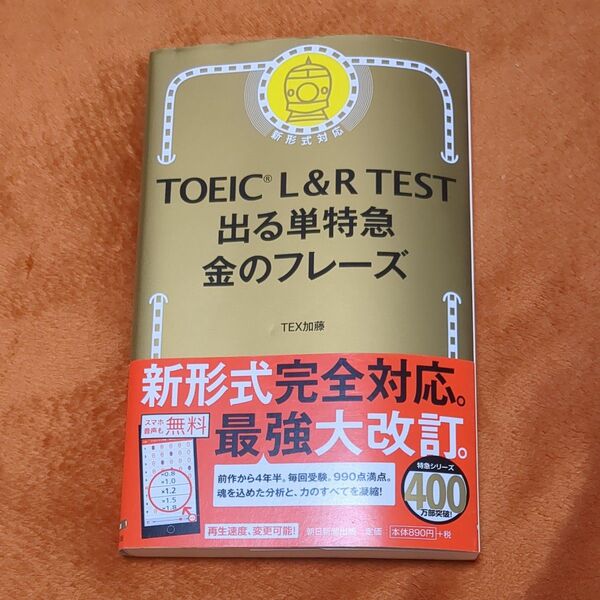 新形式対応
TOEIC® L&R TEST
出る単特急
金のフレーズ
TEX加藤
新形式完全対応。
最強大改訂。
スマホ
音声も
無料
×0.8
×1.0
×1.2
×1.5
×1.8
前作から4年半。毎回受験。990点満点。
魂を込めた分析と、力のすべてを凝縮!
特急シリーズ
400
万部突破!
再生速度、変更可能!
朝日新聞出版 定価 本体890円+税